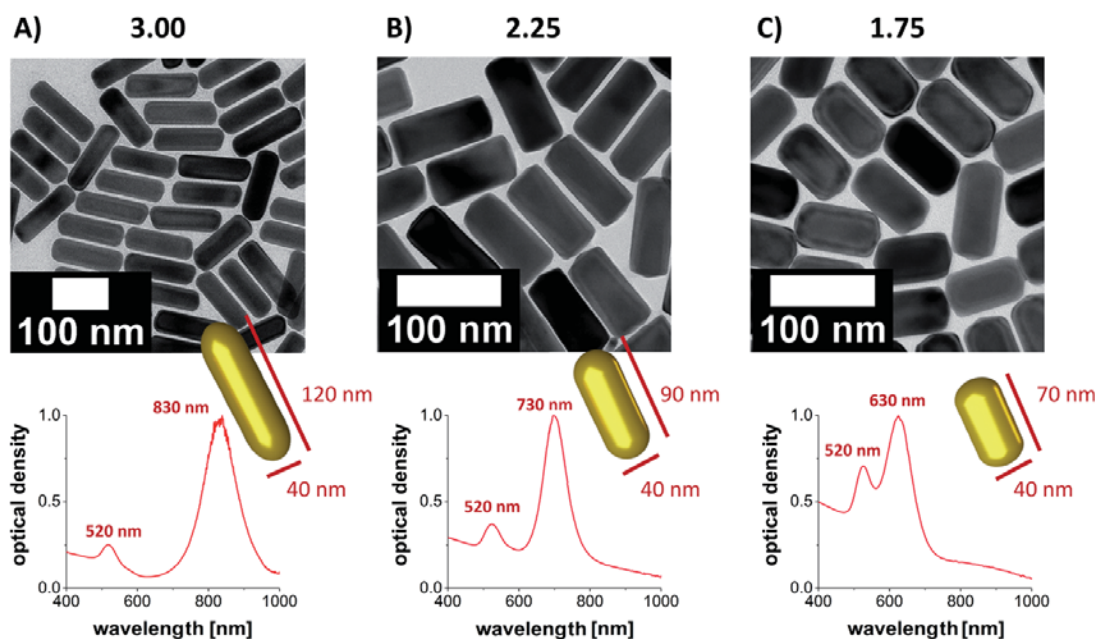 A) 3.00
B) 2.25
C) 1.75
100 nm
100 nm
100 nm
120 nm
40 nm
90 nm
40 nm
70 nm
40 nm
830 nm
520 nm
1.0
0.5
0.0
optical density
400 600 800 1000
wavelength [nm]
730 nm
520 nm
1.0
0.5
0.0
optical density
400 600 800 1000
wavelength [nm]
630 nm
520 nm
1.0
0.5
0.0
optical density
400 600 800 1000
wavelength [nm]